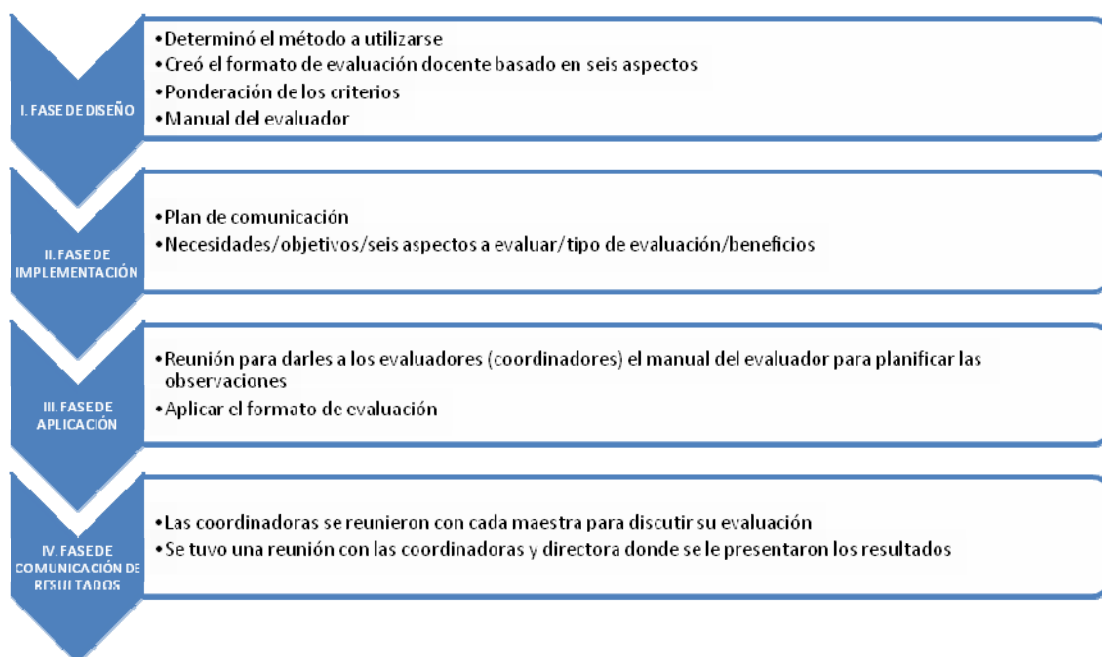 I. FASE DE DISEÑO
•Determinó el método a utilizarse
•Creó el formato de evaluación docente basado en seis aspectos
•Ponderación de los criterios
•Manual del evaluador
II. FASE DE
IMPLEMENTACIÓN
•Plan de comunicación
•Necesidades/objetivos/seis aspectos a evaluar/tipo de evaluación/beneficios
III. FASE DE
APLICACIÓN
•Reunión para darles a los evaluadores (coordinadores) el manual del evaluador para planificar las
observaciones
•Aplicar el formato de evaluación
IV. FASE DE
COMUNICACIÓN DE
RESULTADOS
•Las coordinadoras se reunieron con cada maestra para discutir su evaluación
•Se tuvo una reunión con las coordinadoras y directora donde se le presentaron los resultados